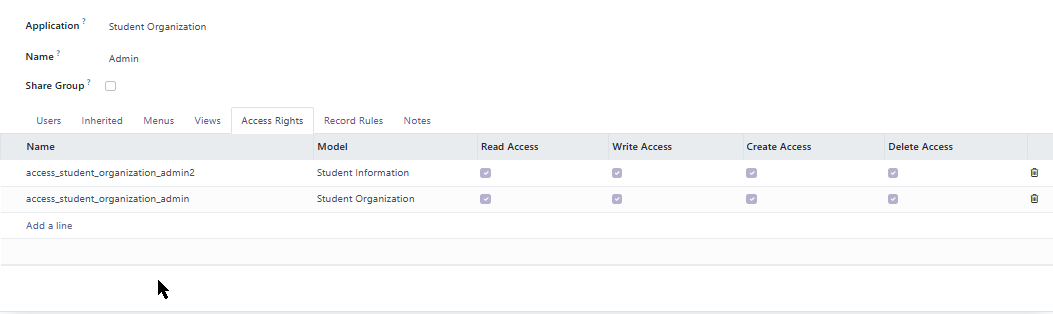 Application ? Student Organization
Name ? Admin
Share Group ?
Users Inherited Menus Views Access Rights Record Rules Notes
Name Model Read Access Write Access Create Access Delete Access
access_student_organization_admin2 Student Information
access_student_organization_admin Student Organization
Add a line